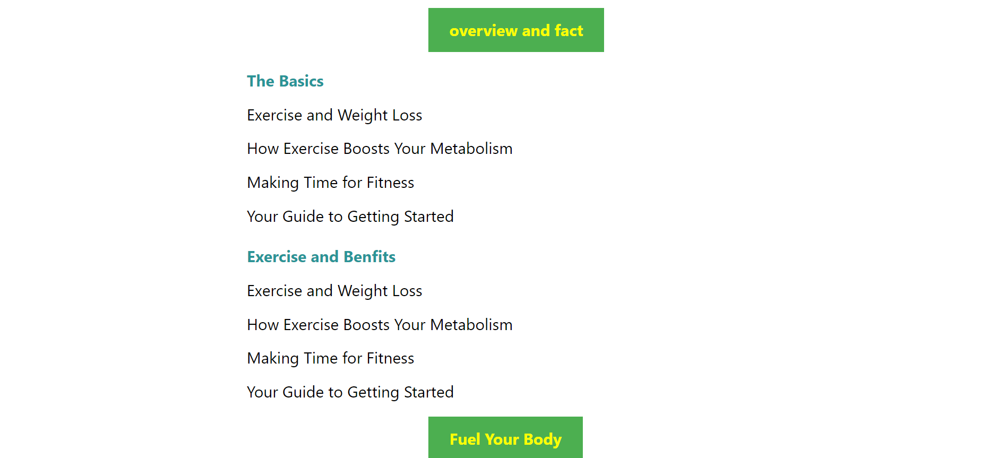 overview and fact
The Basics
Exercise and Weight Loss
How Exercise Boosts Your Metabolism
Making Time for Fitness
Your Guide to Getting Started
Exercise and Benfits
Exercise and Weight Loss
How Exercise Boosts Your Metabolism
Making Time for Fitness
Your Guide to Getting Started
Fuel Your Body